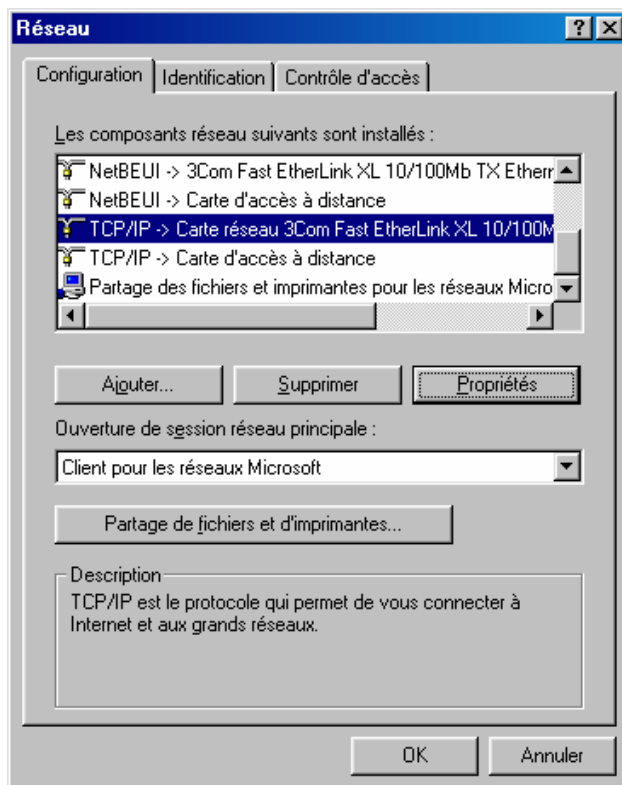 Réseau
Configuration Identification Contrôle d'accès
Les composants réseau suivants sont installés :
NetBEUI -> 3Com Fast EtherLink XL 10/100Mb TX Ethern
NetBEUI -> Carte d'accès à distance
TCP/IP -> Carte réseau 3Com Fast EtherLink XL 10/100M
TCP/IP -> Carte d'accès à distance
Partage des fichiers et imprimantes pour les réseaux Micro
Ajouter... Supprimer Propriétés
Ouverture de session réseau principale :
Client pour les réseaux Microsoft
Partage de fichiers et d'imprimantes...
Description
TCP/IP est le protocole qui permet de vous connecter à
Internet et aux grands réseaux.
OK Annuler